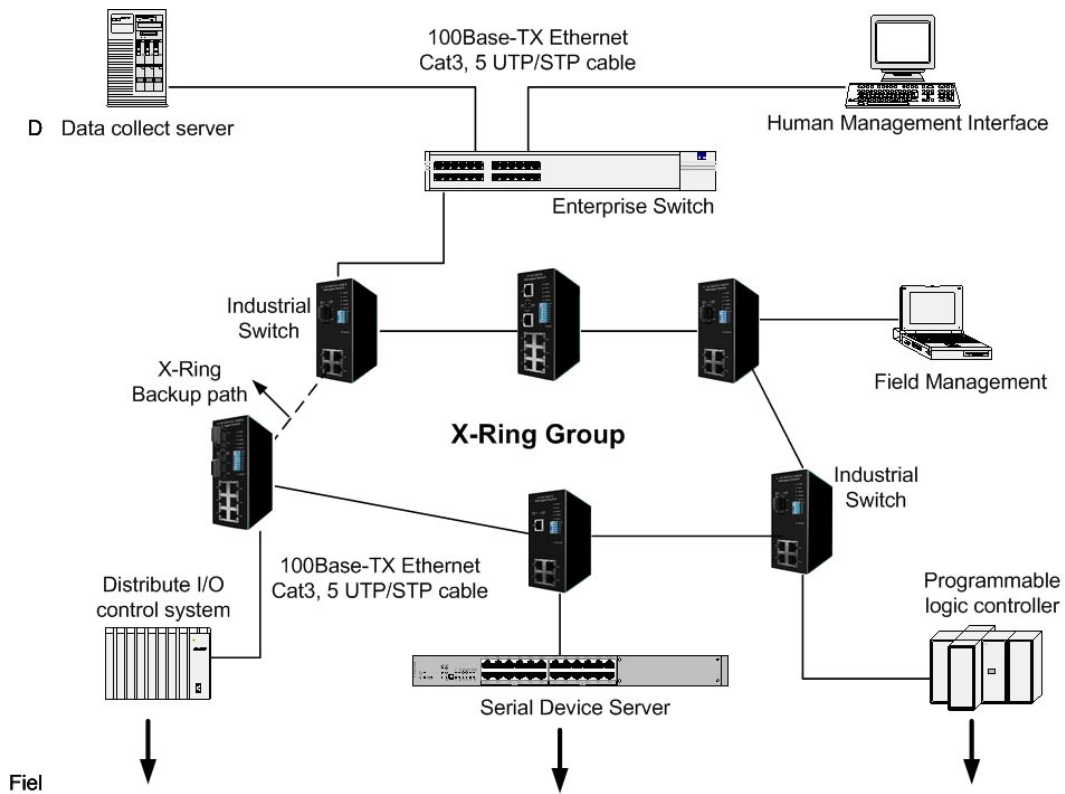 100Base-TX Ethernet
Cat3, 5 UTP/STP cable
D Data collect server
Human Management Interface
Enterprise Switch
Industrial
Switch
X-Ring
Backup path
Field Management
X-Ring Group
Industrial
Switch
100Base-TX Ethernet
Cat3, 5 UTP/STP cable
Distribute I/O
control system
Programmable
logic controller
Serial Device Server
Fiel